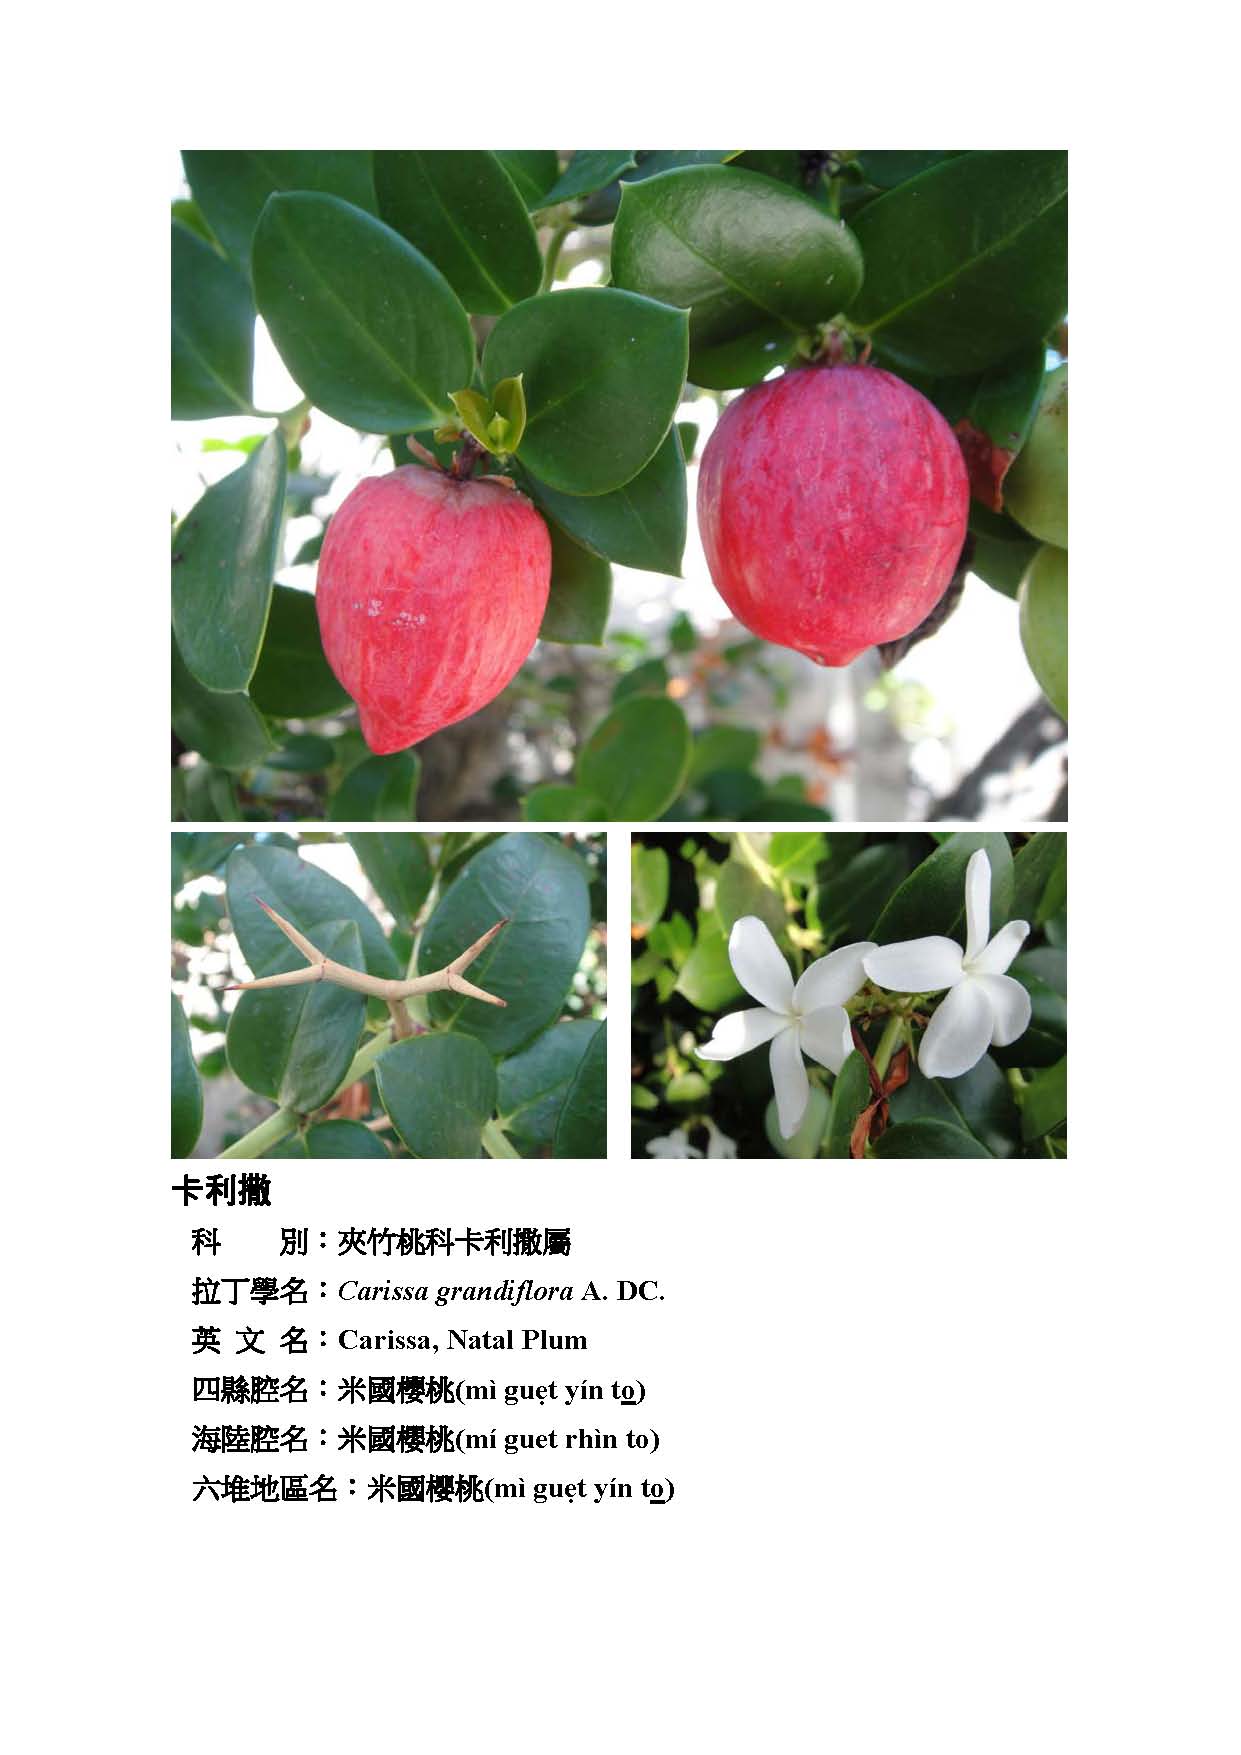 卡利撒
科　　別：夾竹桃科卡利撒屬
拉丁學名：Carissa grandiflora A. DC.
英 文 名：Carissa, Natal Plum
四縣腔名：米國櫻桃(mì guẹt yín to̲)
海陸腔名：米國櫻桃(mí guet rhìn to)
六堆地區名：米國櫻桃(mì guẹt yín to̲)